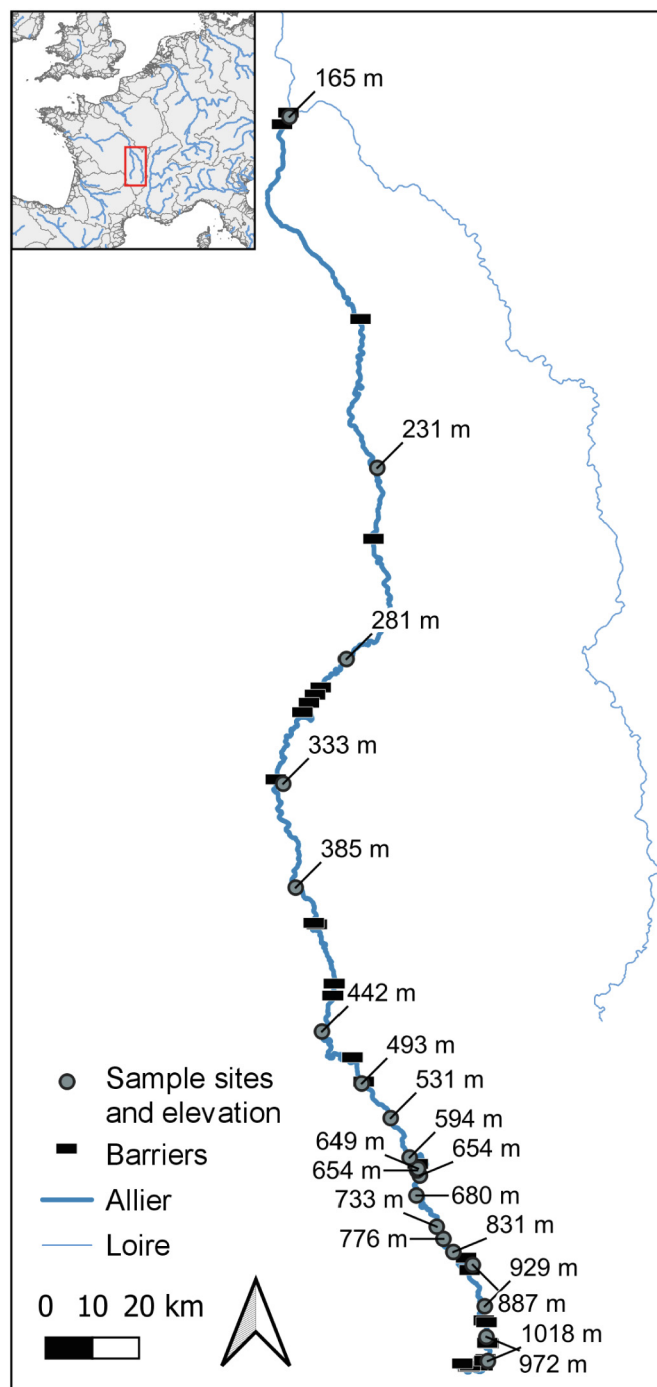 165 m
231 m
281 m
333 m
385 m
442 m
493 m
531 m
594 m
649 m
654 m
654 m
680 m
733 m
831 m
776 m
929 m
887 m
1018 m
972 m
Sample sites
and elevation
Barriers
Allier
Loire
0 10 20 km